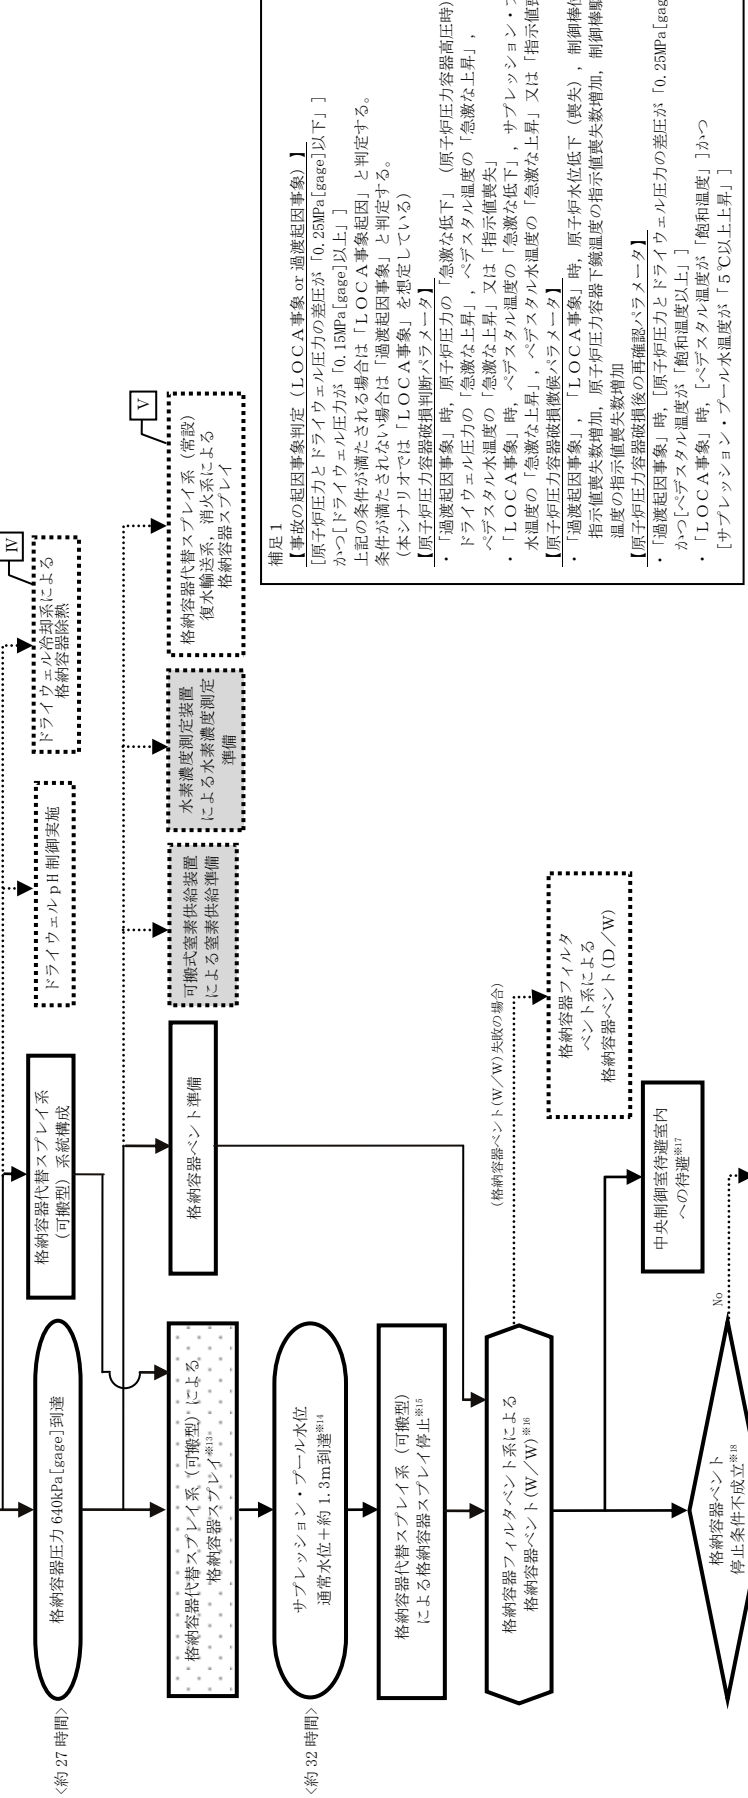 <約 27 時間>
格納容器圧力 640kPa[gage]到達
格納容器代替スプレイ系
（可搬型）系統構成
ドライウェルｐＨ制御実施
ドライウェル冷却系による
格納容器除熱
Ⅳ
格納容器代替スプレイ系（可搬型）による
格納容器スプレイ※13
格納容器ベント準備
可搬式窒素供給装置
による窒素供給準備
水素濃度測定装置
による水素濃度測定
準備
格納容器代替スプレイ系（常設）
復水輸送系，消火系による
格納容器スプレイ
Ⅴ
<約 32 時間>
サプレッション・プール水位
通常水位＋約 1.3ｍ到達※14
格納容器代替スプレイ系（可搬型）
による格納容器スプレイ停止※15
格納容器フィルタベント系による
格納容器ベント(Ｗ／Ｗ)※16
(格納容器ベント(Ｗ／Ｗ)失敗の場合)
格納容器フィルタ
ベント系による
格納容器ベント(Ｄ／Ｗ)
中央制御室待避室内
への待避※17
格納容器ベント
停止条件不成立※18
No
補足１
【事故の起因事象判定（ＬＯＣＡ事象 or 過渡起因事象）】
[原子炉圧力とドライウェル圧力の差圧が「0.25MPa[gage]以下」]
かつ[ドライウェル圧力が「0.15MPa[gage]以上」]
上記の条件が満たされる場合は「ＬＯＣＡ事象起因」と判定する。
条件が満たされない場合は「過渡起因事象」と判定する。
（本シナリオでは「ＬＯＣＡ事象」を想定している）
【原子炉圧力容器破損判断パラメータ】
・「過渡起因事象」時，原子炉圧力の「急激な低下」（原子炉圧力容器高圧時）
ドライウェル圧力の「急激な上昇」，ペデスタル温度の「急激な上昇」，
ペデスタル水温度の「急激な上昇」又は「指示値喪失」
・「ＬＯＣＡ事象」時，ペデスタル温度の「急激な低下」，サプレッション・
水温度の「急激な上昇」，ペデスタル水温度の「急激な上昇」又は「指示値喪
【原子炉圧力容器破損徴候パラメータ】
・「過渡起因事象」，「ＬＯＣＡ事象」時，原子炉水位低下（喪失），制御棒位
指示値喪失数増加，原子炉圧力容器下鏡温度の指示値喪失数増加，制御棒駆
温度の指示値喪失数増加
【原子炉圧力容器破損後の再確認パラメータ】
・「過渡起因事象」時，[原子炉圧力とドライウェル圧力の差圧が「0.25MPa[gag
かつ[ペデスタル温度が「飽和温度以上」]
・「ＬＯＣＡ事象」時，[ペデスタル温度が「飽和温度」]かつ
[サプレッション・プール水温度が「５℃以上上昇」]